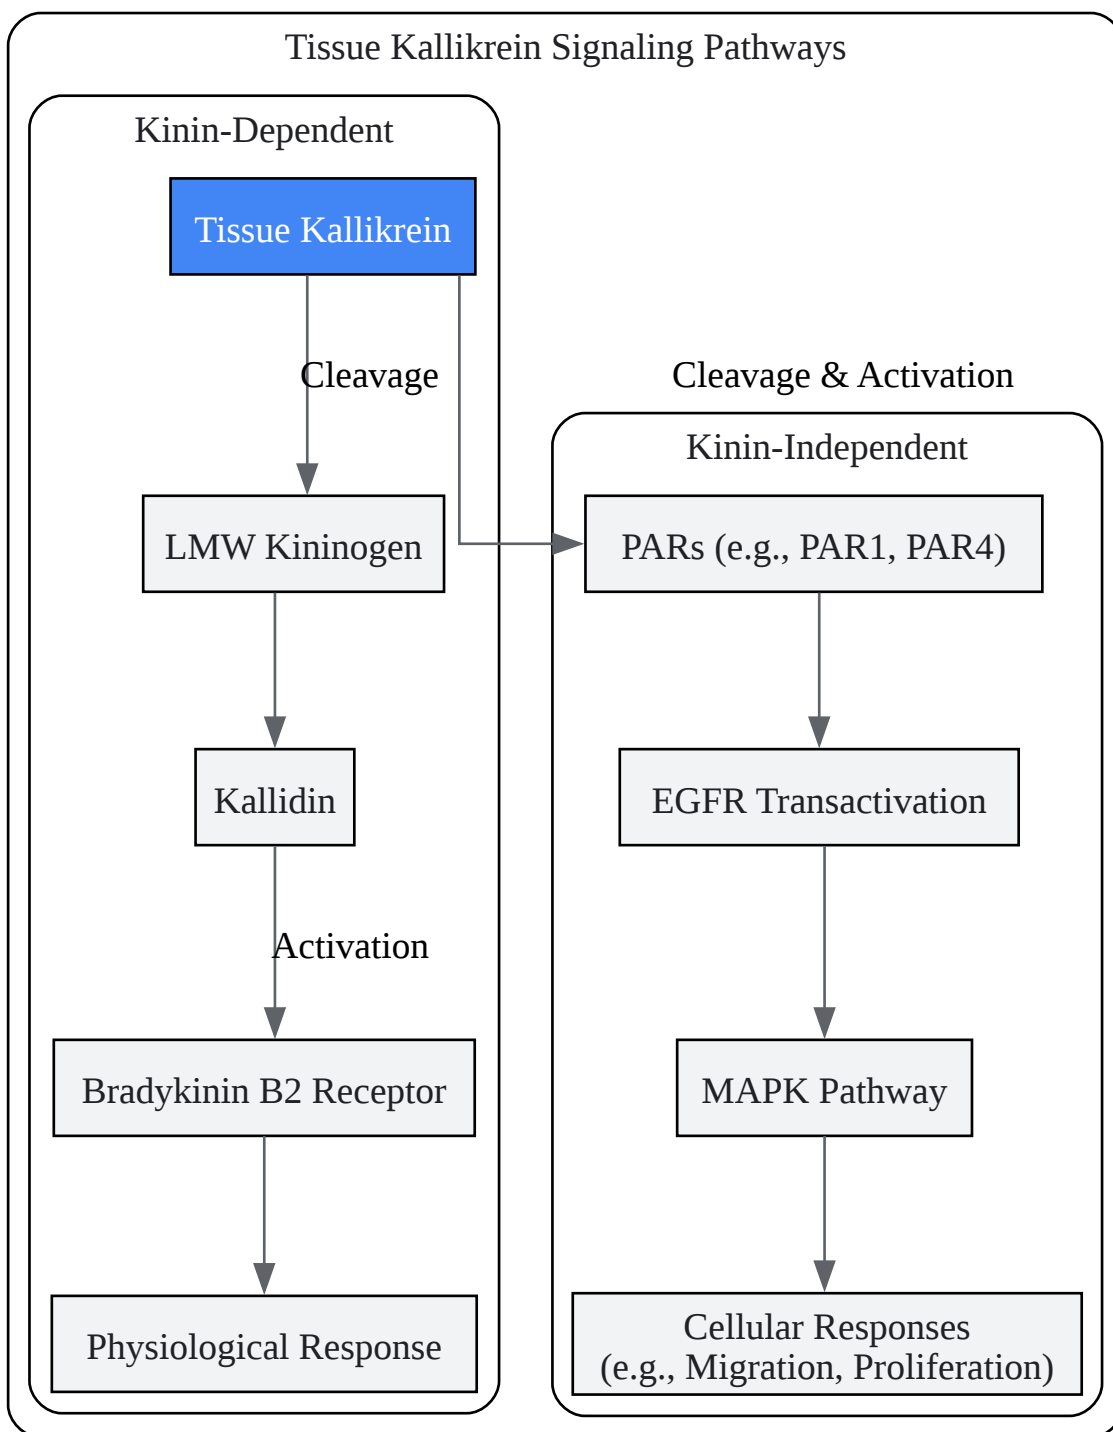 Tissue Kallikrein Signaling Pathways
Kinin-Dependent
Tissue Kallikrein
Cleavage
LMW Kininogen
Kallidin
Activation
Bradykinin B2 Receptor
Physiological Response
Cleavage & Activation
Kinin-Independent
PARs (e.g., PAR1, PAR4)
EGFR Transactivation
MAPK Pathway
Cellular Responses
(e.g., Migration, Proliferation)